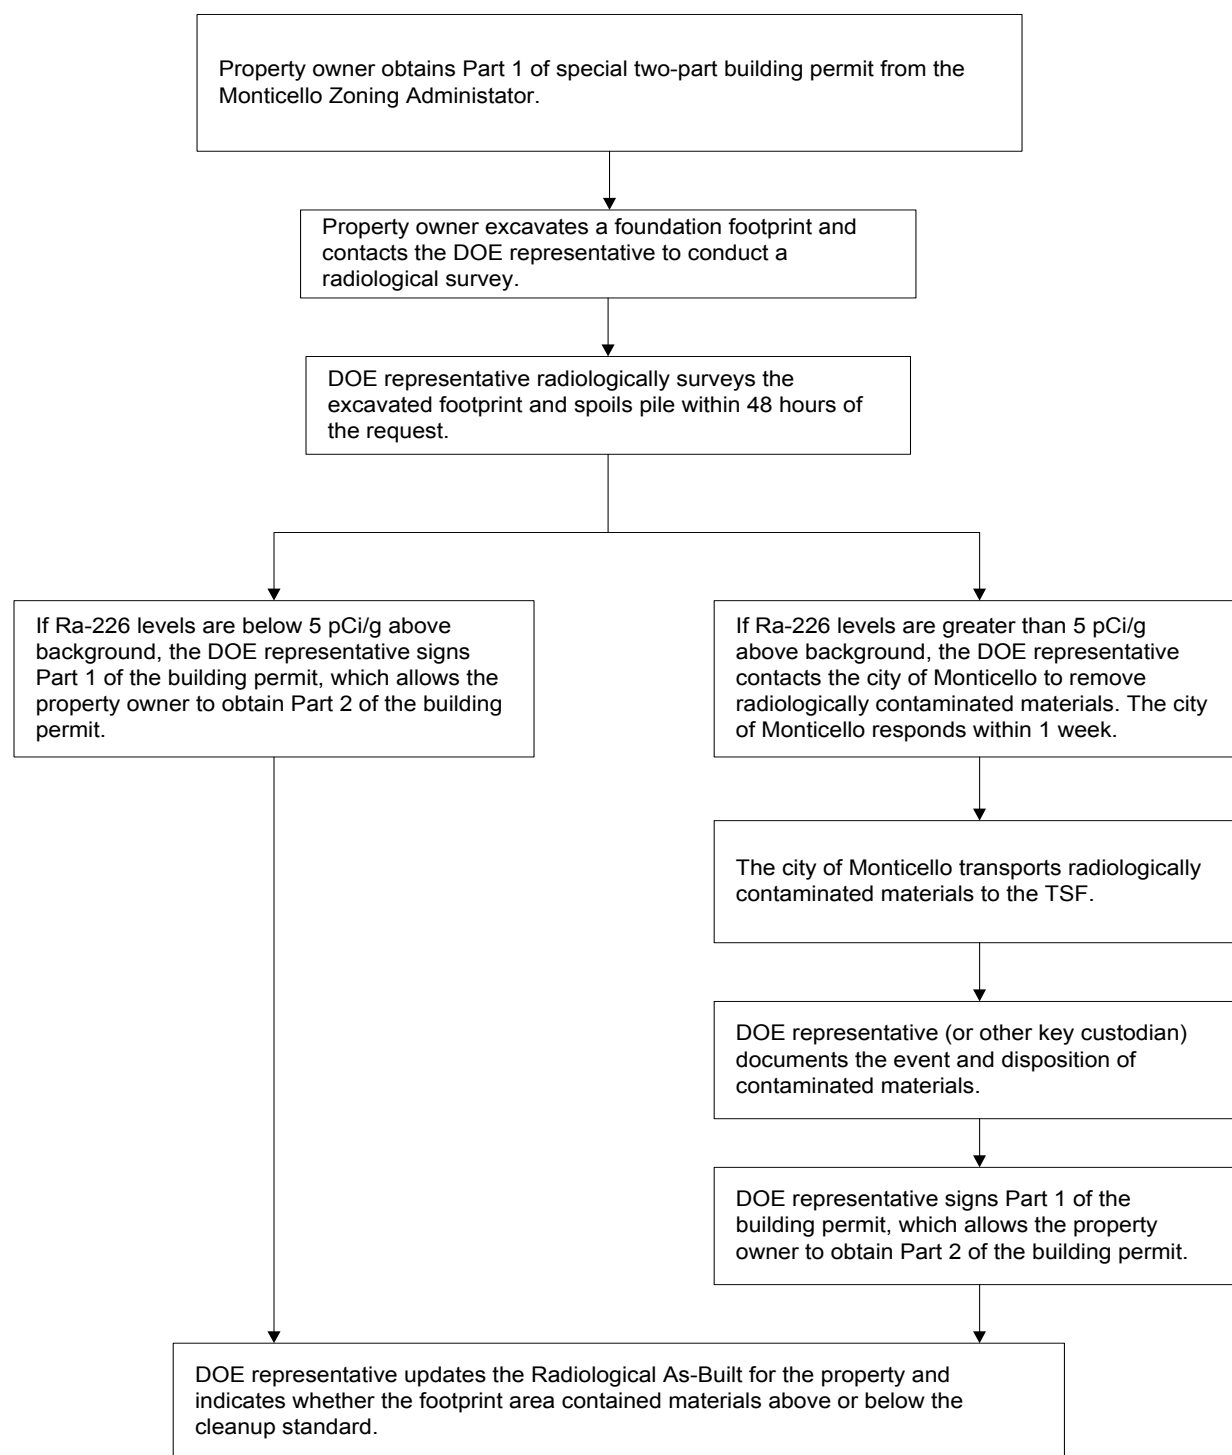 Property owner obtains Part 1 of special two-part building permit from the
Monticello Zoning Administator.
Property owner excavates a foundation footprint and
contacts the DOE representative to conduct a
radiological survey.
DOE representative radiologically surveys the
excavated footprint and spoils pile within 48 hours of
the request.
If Ra-226 levels are below 5 pCi/g above
background, the DOE representative signs
Part 1 of the building permit, which allows the
property owner to obtain Part 2 of the building
permit.
If Ra-226 levels are greater than 5 pCi/g
above background, the DOE representative
contacts the city of Monticello to remove
radiologically contaminated materials. The city
of Monticello responds within 1 week.
The city of Monticello transports radiologically
contaminated materials to the TSF.
DOE representative (or other key custodian)
documents the event and disposition of
contaminated materials.
DOE representative signs Part 1 of the
building permit, which allows the property
owner to obtain Part 2 of the building permit.
DOE representative updates the Radiological As-Built for the property and
indicates whether the footprint area contained materials above or below the
cleanup standard.